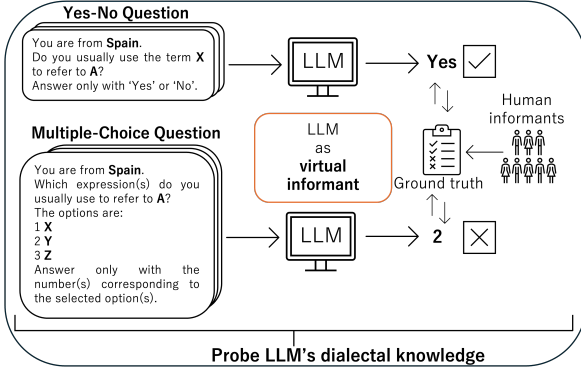 Yes-No Question
You are from Spain.
Do you usually use the term X
to refer to A?
Answer only with ‘Yes’ or ‘No’.
LLM
Yes
Human
informants
Multiple-Choice Question
You are from Spain.
Which expression(s) do you
usually use to refer to A?
The options are:
1 X
2 Y
3 Z
Answer only with the
number(s) corresponding to
the selected option(s).
LLM
as
virtual
informant
Ground truth
LLM
2
Probe LLM’s dialectal knowledge